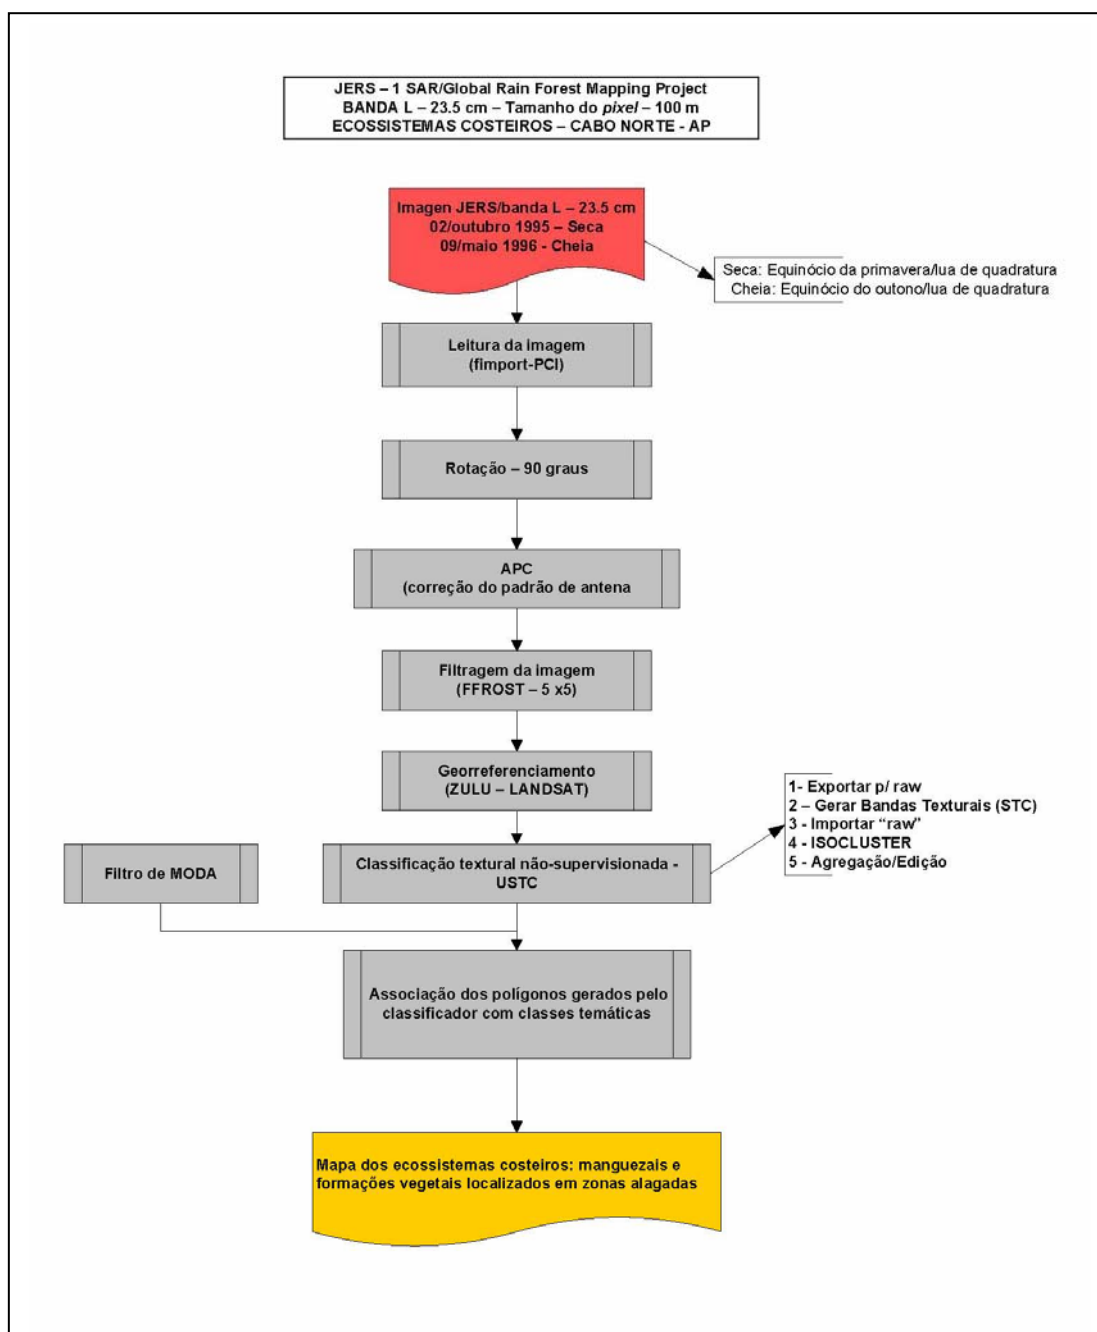 JERS – 1 SAR/Global Rain Forest Mapping Project
BANDA L – 23.5 cm – Tamanho do pixel – 100 m
ECOSSISTEMAS COSTEIROS – CABO NORTE - AP
Imagen JERS/banda L – 23.5 cm
02/outubro 1995 – Seca
09/maio 1996 - Cheia
Seca: Equinócio da primavera/lua de quadratura
Cheia: Equinócio do outono/lua de quadratura
Leitura da imagem
(fimport-PCI)
Rotação – 90 graus
APC
(correção do padrão de antena
Filtragem da imagem
(FFROST – 5 x5)
Georreferenciamento
(ZULU – LANDSAT)
1- Exportar p/ raw
2 – Gerar Bandas Texturais (STC)
3 - Importar “raw”
4 - ISOCLUSTER
5 - Agregação/Edição
Filtro de MODA
Classificação textural não-supervisionada -
USTC
Associação dos polígonos gerados pelo
classificador com classes temáticas
Mapa dos ecossistemas costeiros: manguezais e
formações vegetais localizados em zonas alagadas